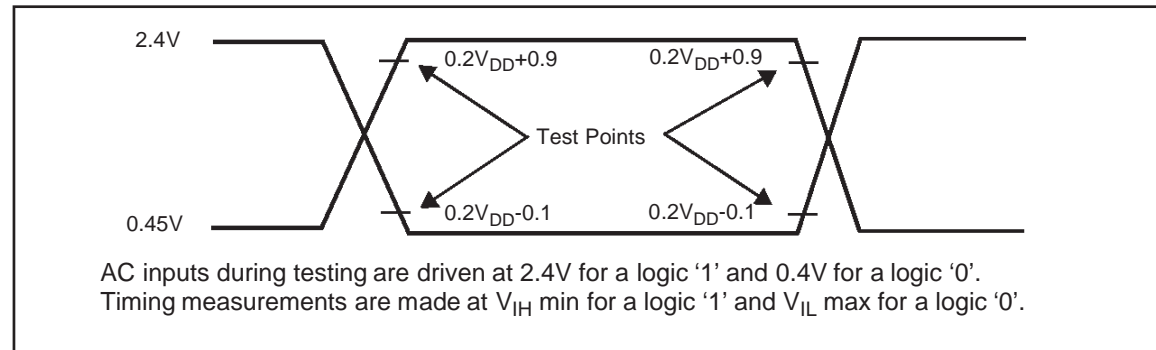 2.4V
0.2VDD+0.9 0.2VDD+0.9
Test Points
0.45V 0.2VDD-0.1 0.2VDD-0.1
AC inputs during testing are driven at 2.4V for a logic ‘1’ and 0.4V for a logic ‘0’.
Timing measurements are made at VIH min for a logic ‘1’ and VIL max for a logic ‘0’.